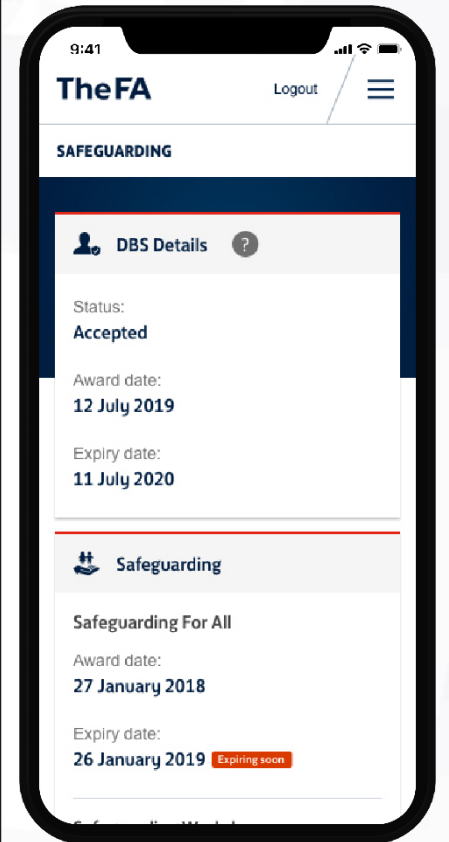 9:41
TheFA
Logout
SAFEGUARDING
DBS Details ?
Status:
Accepted
Award date:
12 July 2019
Expiry date:
11 July 2020
Safeguarding
Safeguarding For All
Award date:
27 January 2018
Expiry date:
26 January 2019 Expiring soon